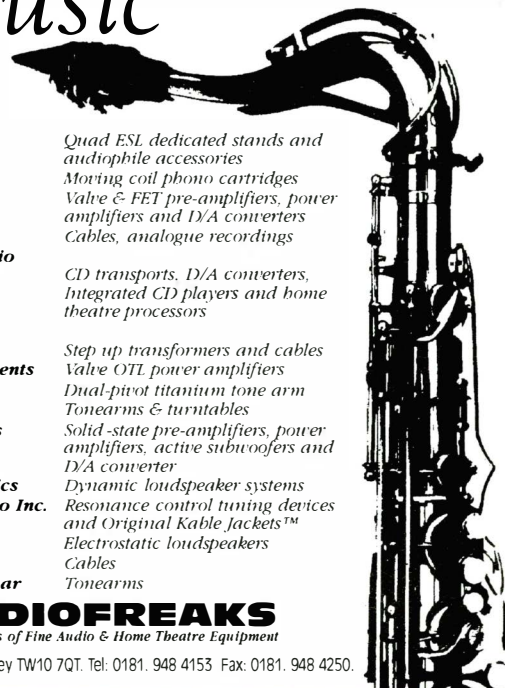 usic
Quad ESL dedicated stands and
audiophile accessories
Moving coil phono cartridges
Valve & FET pre-amplifiers, power
amplifiers and D/A converters
Cables, analogue recordings
io
CD transports, D/A converters,
Integrated CD players and home
theatre processors
Step up transformers and cables
ents Valve OTL power amplifiers
Dual-pivot titanium tone arm
Tonearms & turntables
s Solid-state pre-amplifiers, power
amplifiers, active subwoofers and
D/A converter
ics Dynamic loudspeaker systems
o Inc. Resonance control tuning devices
and Original Kable Jackets™
Electrostatic loudspeakers
Cables
ar Tonearms
DIOFREAKS
s of Fine Audio & Home Theatre Equipment
ey TW10 7QT. Tel: 0181. 948 4153 Fax: 0181. 948 4250.